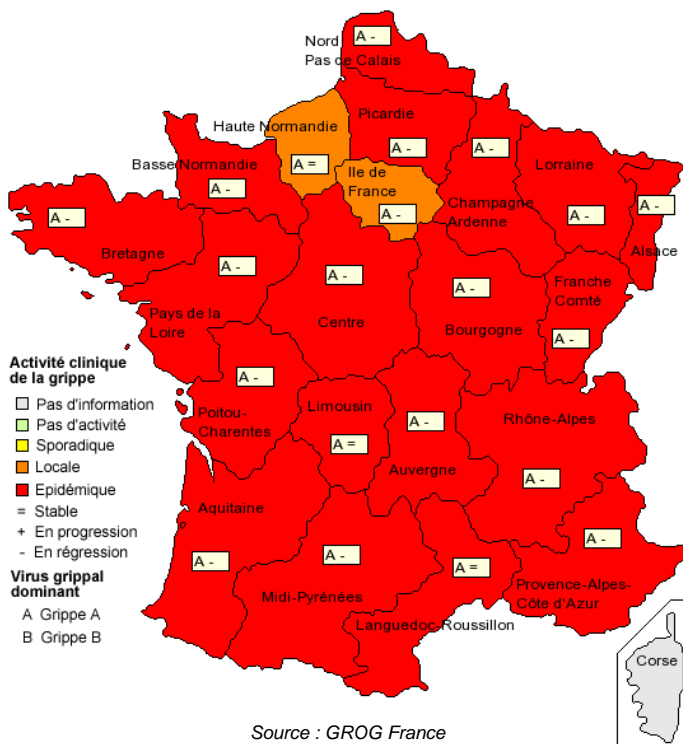 A -
Nord
Pas de Calais
Picardie
A -
A -
Haute Normandie
A =
Basse Normandie
A -
Ile de
France
A -
Lorraine
A -
Champagne
Ardenne
A -
Alsace
A -
Bretagne
A -
Pays de la
Loire
A -
Centre
A -
Bourgogne
Franche
Comté
A -
A -
Poitou-
Charentes
Limousin
A =
A -
Auvergne
Rhône-Alpes
A -
Aquitaine
A -
A -
Midi-Pyrénées
A =
Languedoc-Roussillon
A -
Provence-Alpes-
Côte d'Azur
Corse
Activité clinique
de la grippe
Pas d'information
Pas d'activité
Sporadique
Locale
Epidémique
= Stable
+ En progression
- En régression
Virus grippal
dominant
A Grippe A
B Grippe B
Source : GROG France